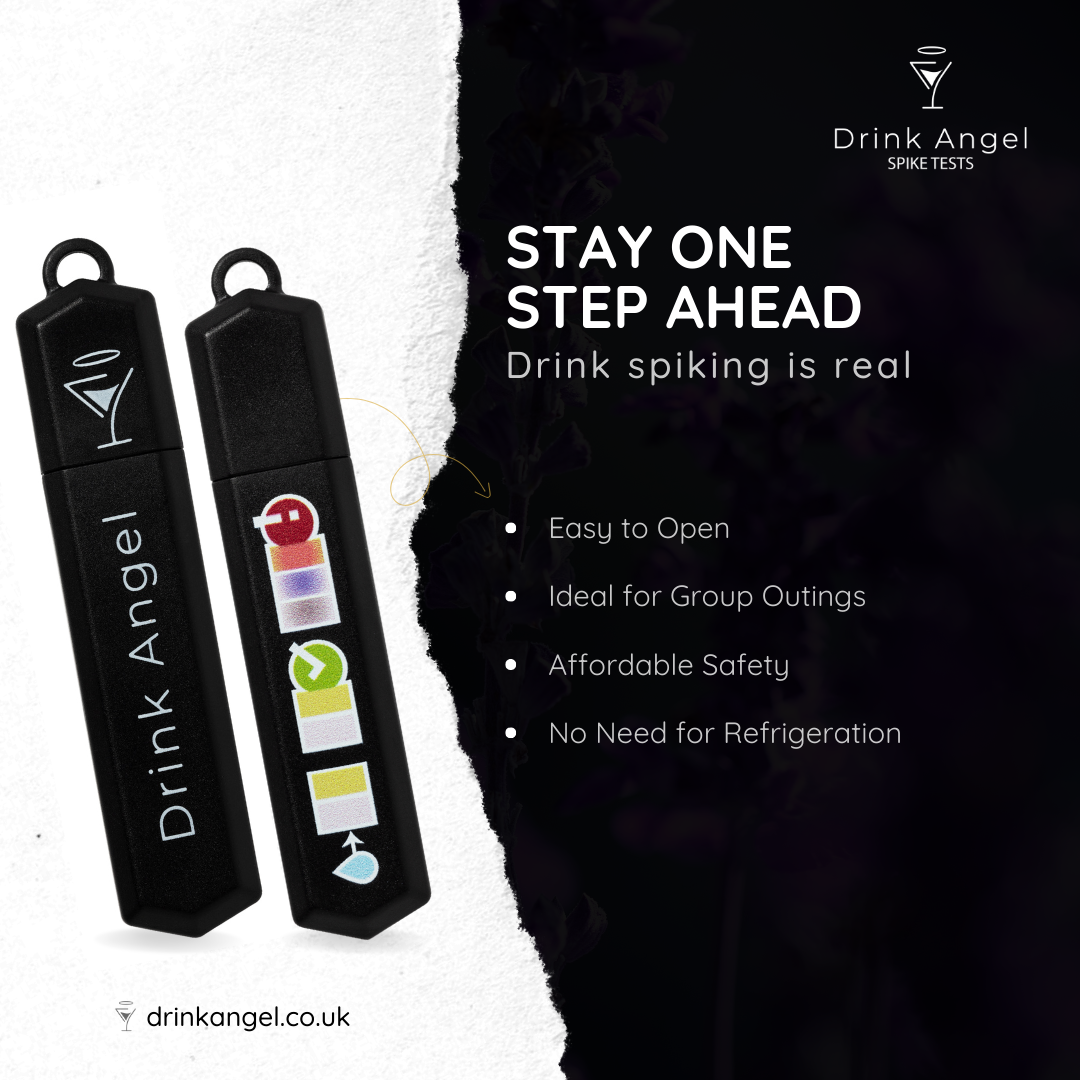 Drink Angel
SPIKE TESTS
STAY ONE
STEP AHEAD
Drink spiking is real
Easy to Open
Ideal for Group Outings
Affordable Safety
No Need for Refrigeration
Drink Angel
drinkangel.co.uk